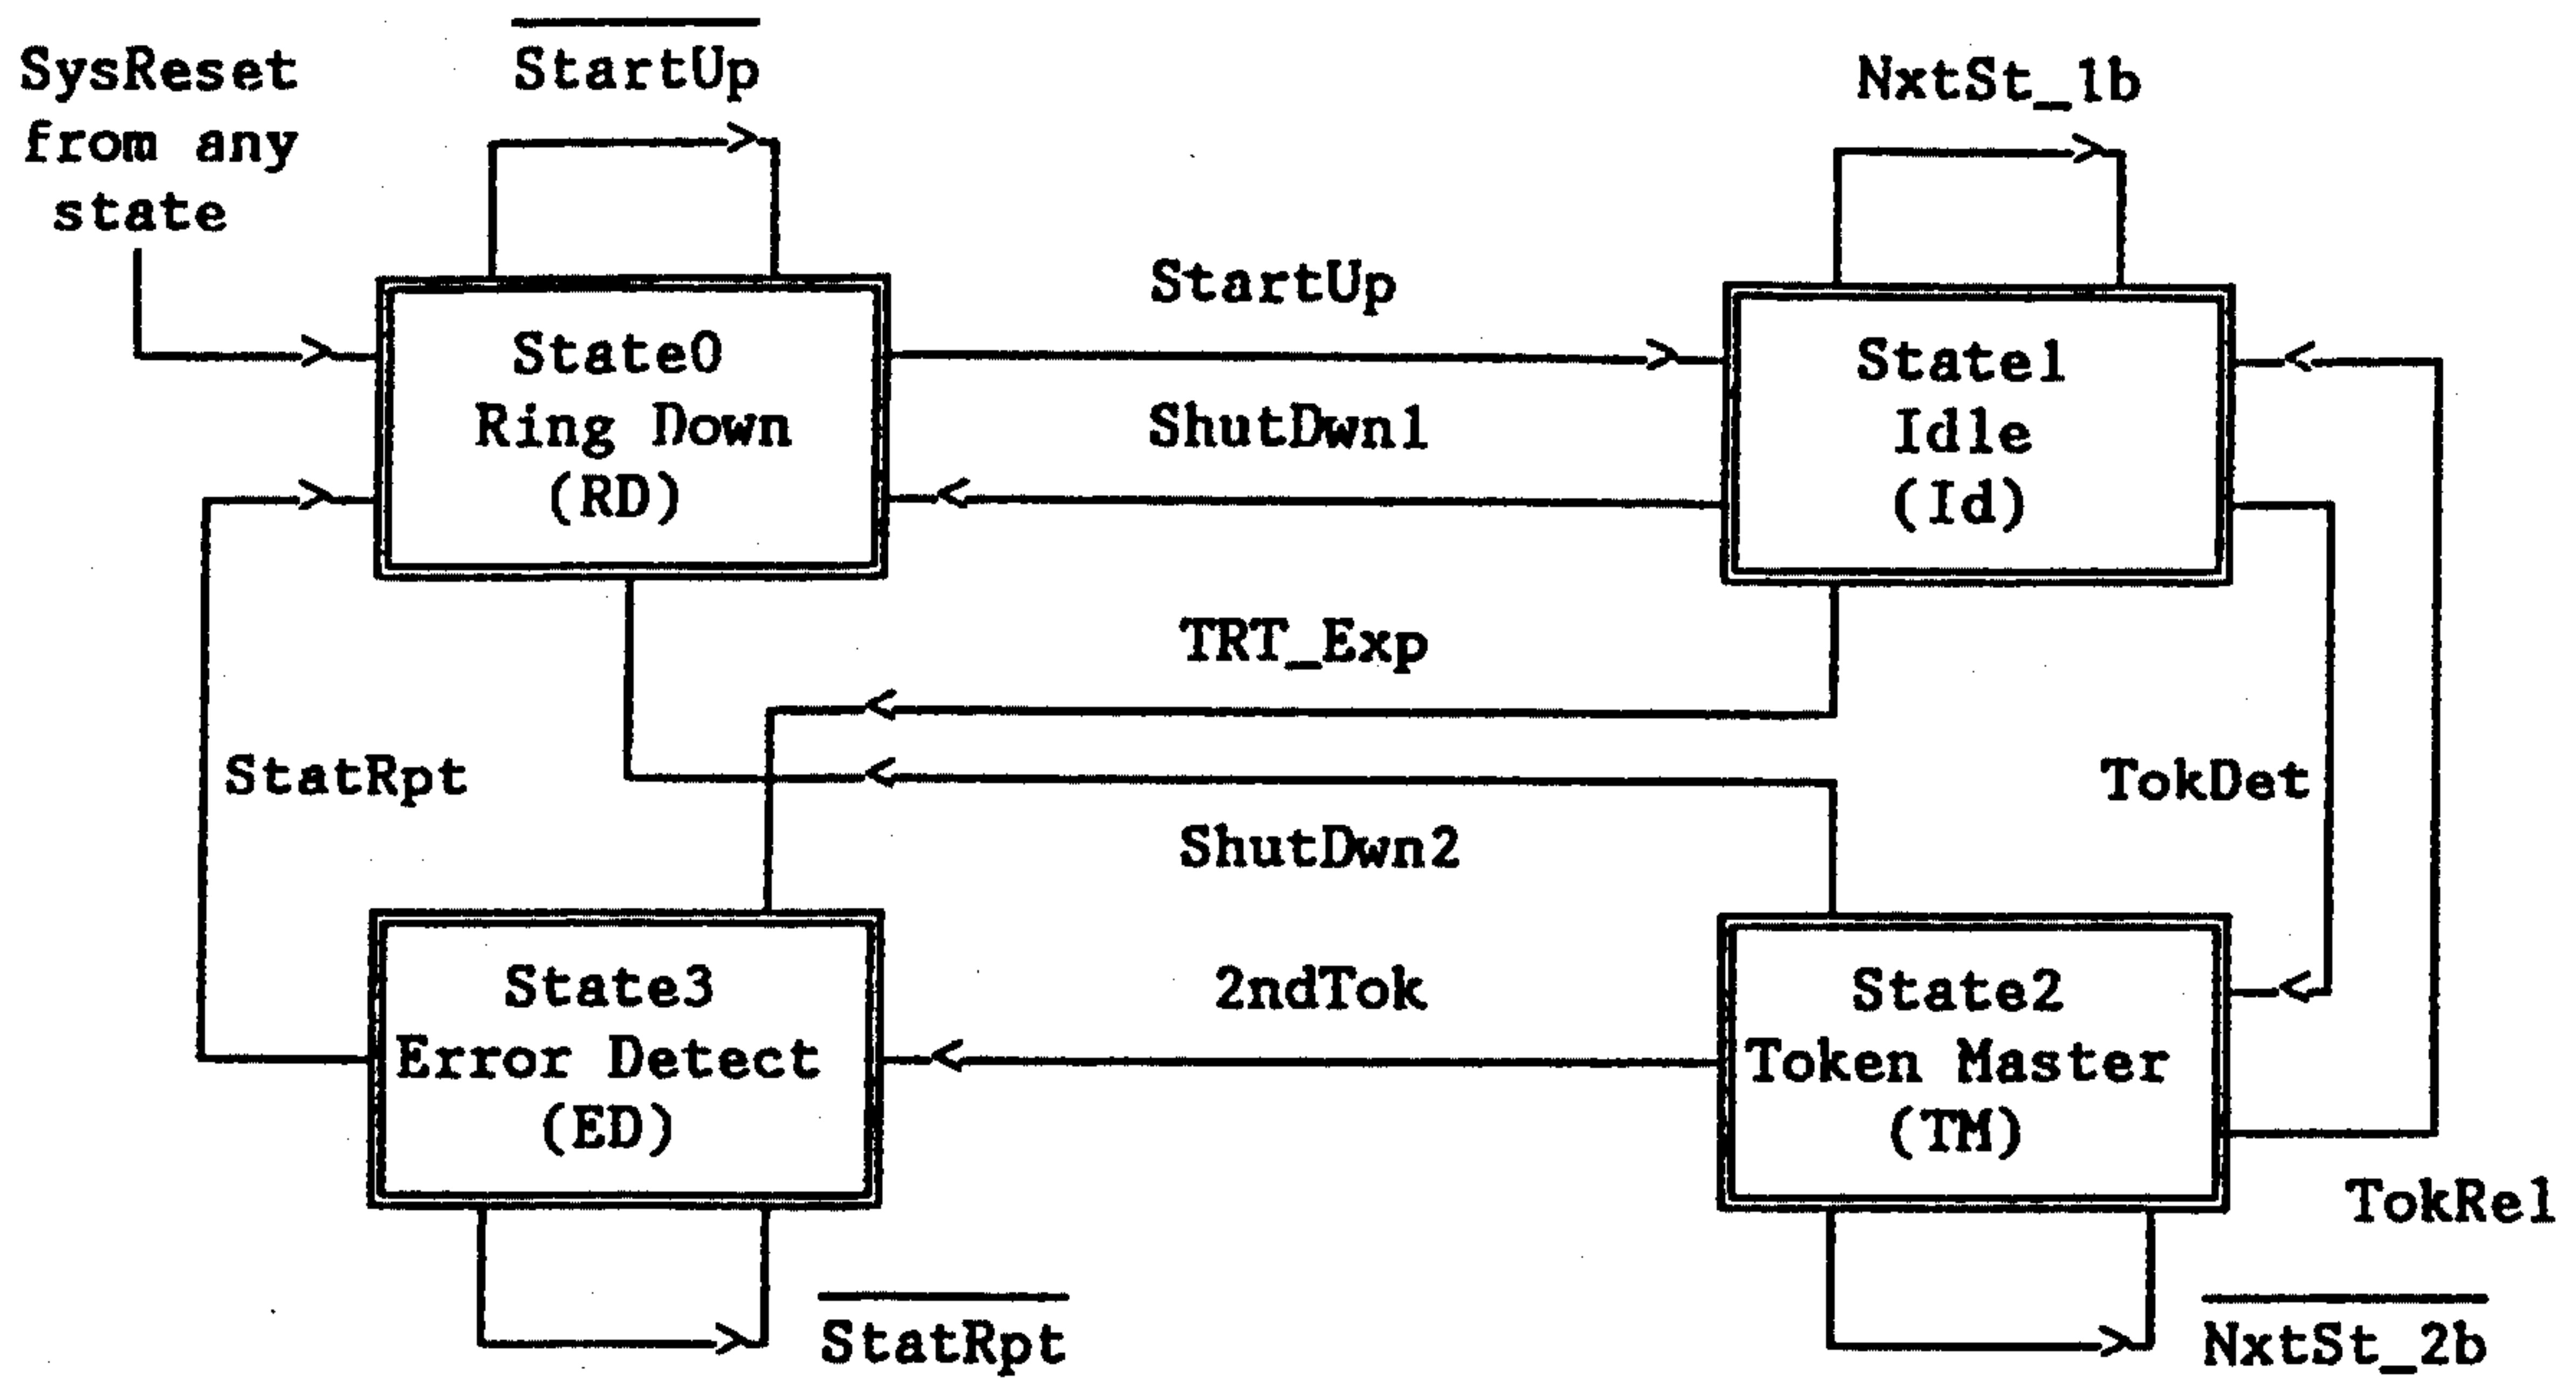 SysReset
from any
state
StartUp
NxtSt_1b
StartUp
State0
Ring Down
(RD)
State1
Idle
(Id)
ShutDwn1
TRT_Exp
StatRpt
TokDet
ShutDwn2
2ndTok
State3
Error Detect
(ED)
State2
Token Master
(TM)
TokRel
StatRpt
NxtSt_2b